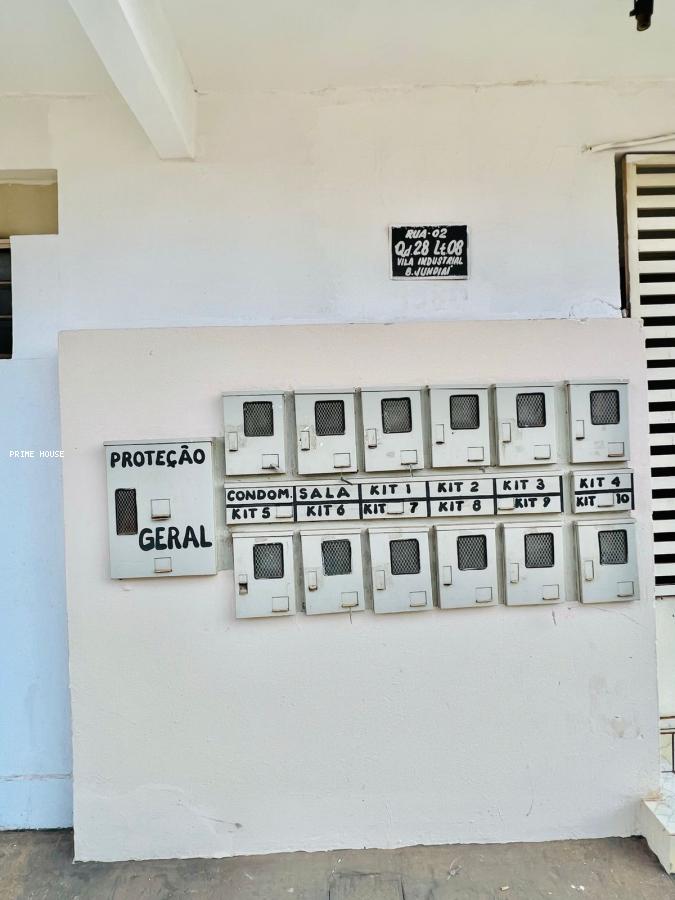 RUA-02
Qd.28 Lt.08
VILA INDUSTRIAL
B. JUNDIAÍ
PRIME HOUSE
PROTEÇÃO
GERAL
CONDOM. SALA KIT 1 KIT 2 KIT 3 KIT 4
KIT 5 KIT 6 KIT 7 KIT 8 KIT 9 KIT 10